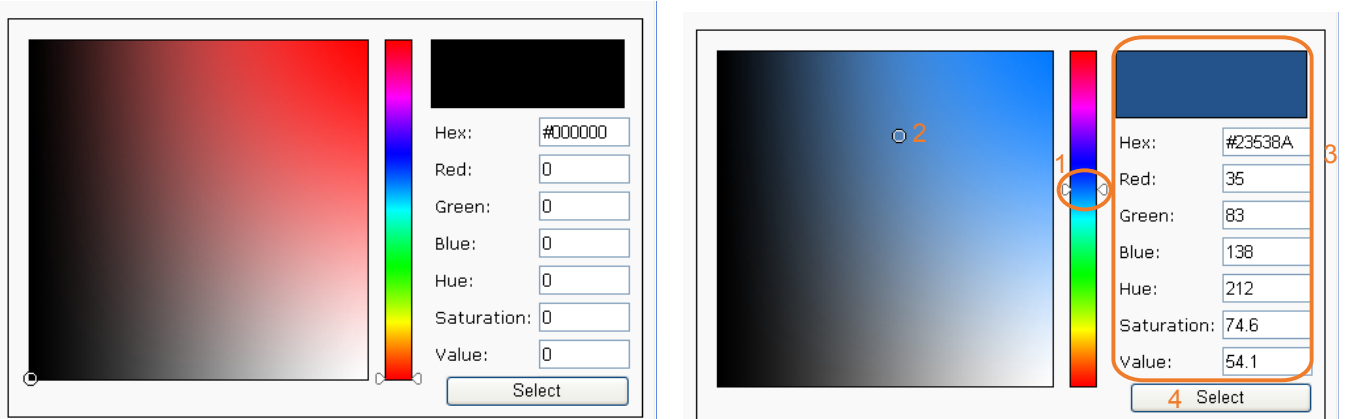 Hex: #000000
Red: 0
Green: 0
Blue: 0
Hue: 0
Saturation: 0
Value: 0
Select
1
2
3
Hex: #23538A
Red: 35
Green: 83
Blue: 138
Hue: 212
Saturation: 74.6
Value: 54.1
4 Select